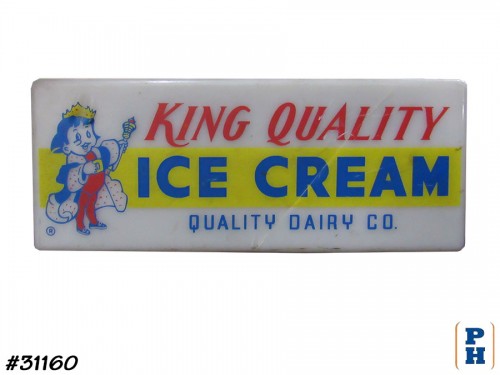 KING QUALITY
ICE CREAM
QUALITY DAIRY CO.
®
#31160
P
H